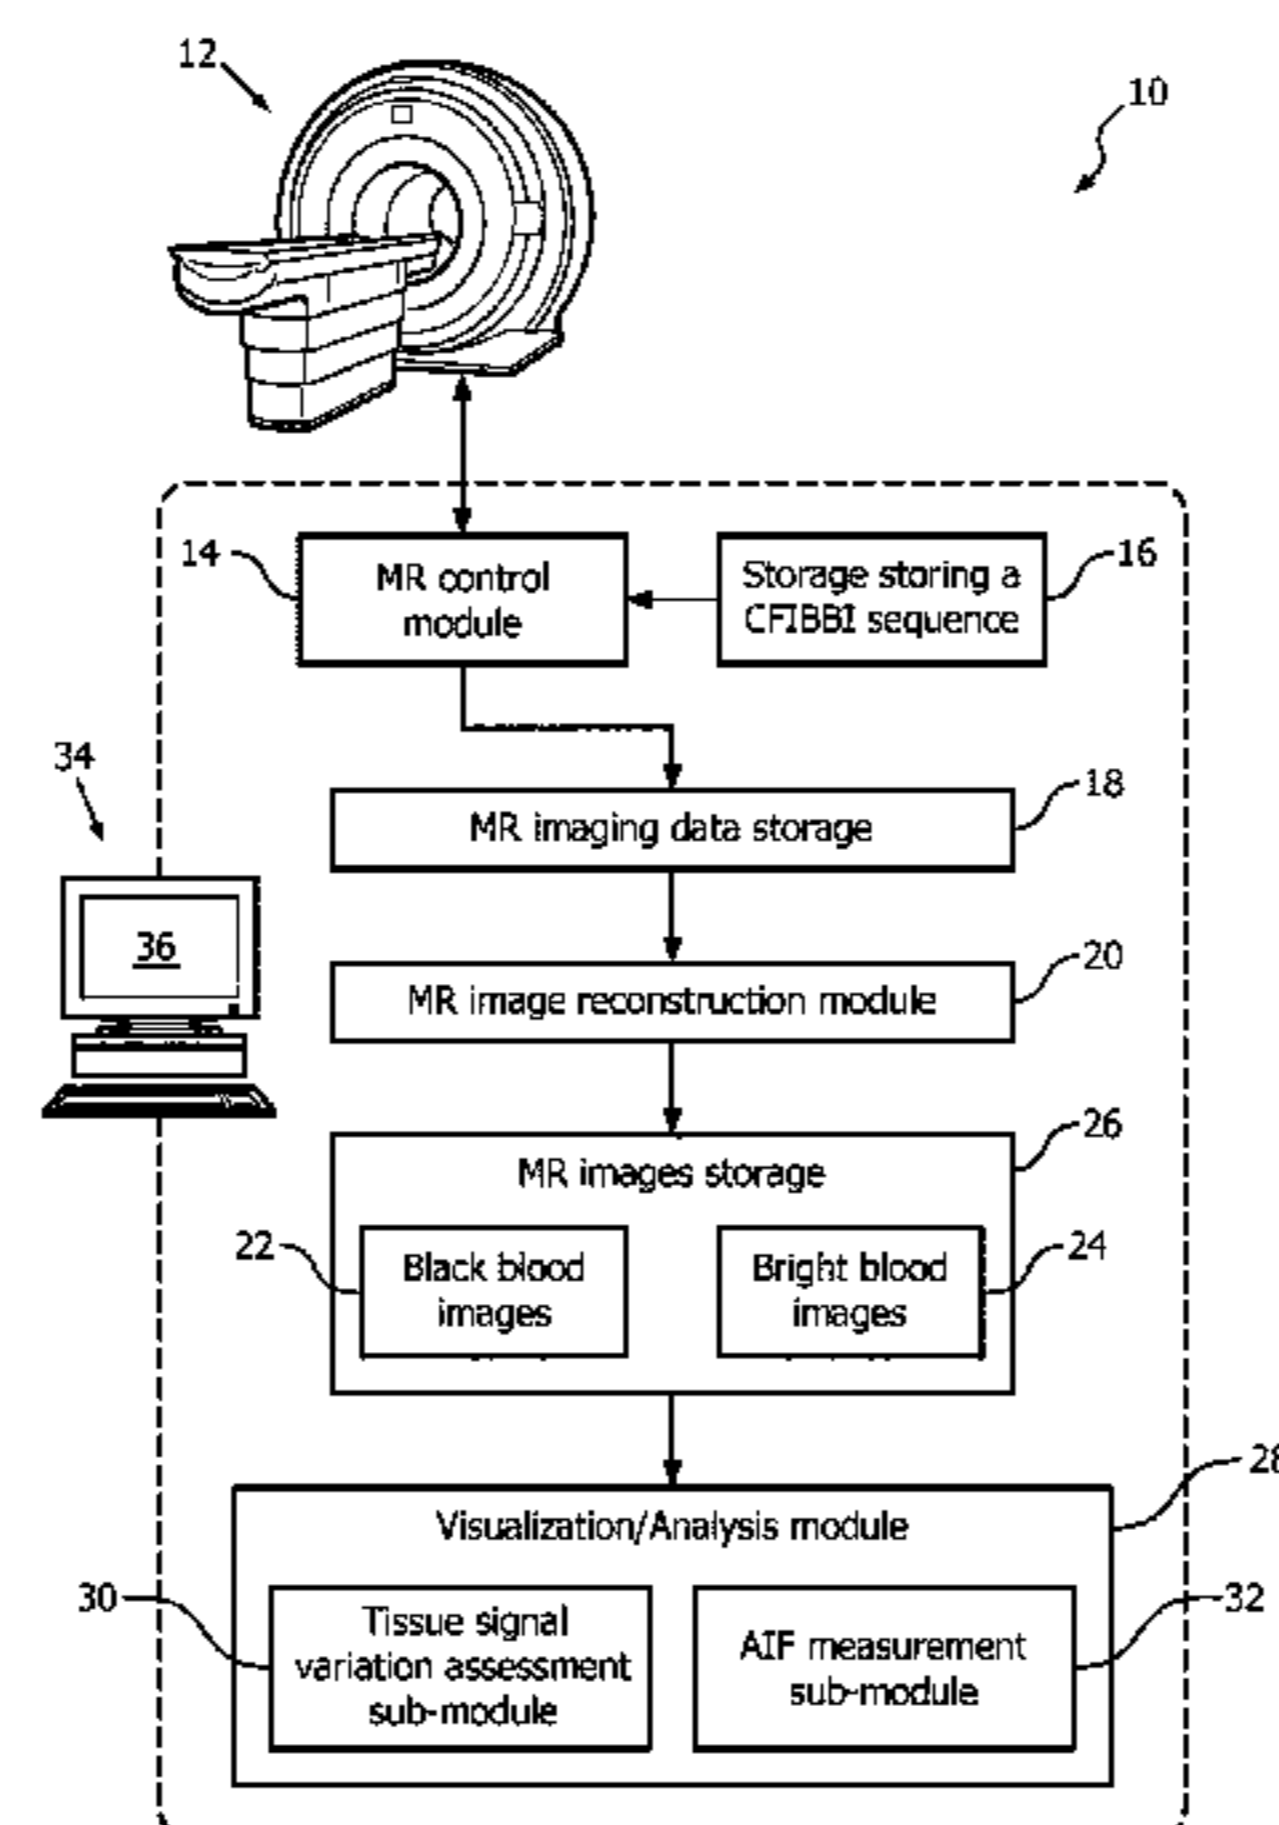 12
10
14
MR control
module
Storage storing a
CFIBBI sequence
16
34
MR imaging data storage
18
36
MR image reconstruction module
20
MR images storage
26
22
Black blood
images
Bright blood
images
24
Visualization/Analysis module
28
30
Tissue signal
variation assessment
sub-module
AIF measurement
sub-module
32